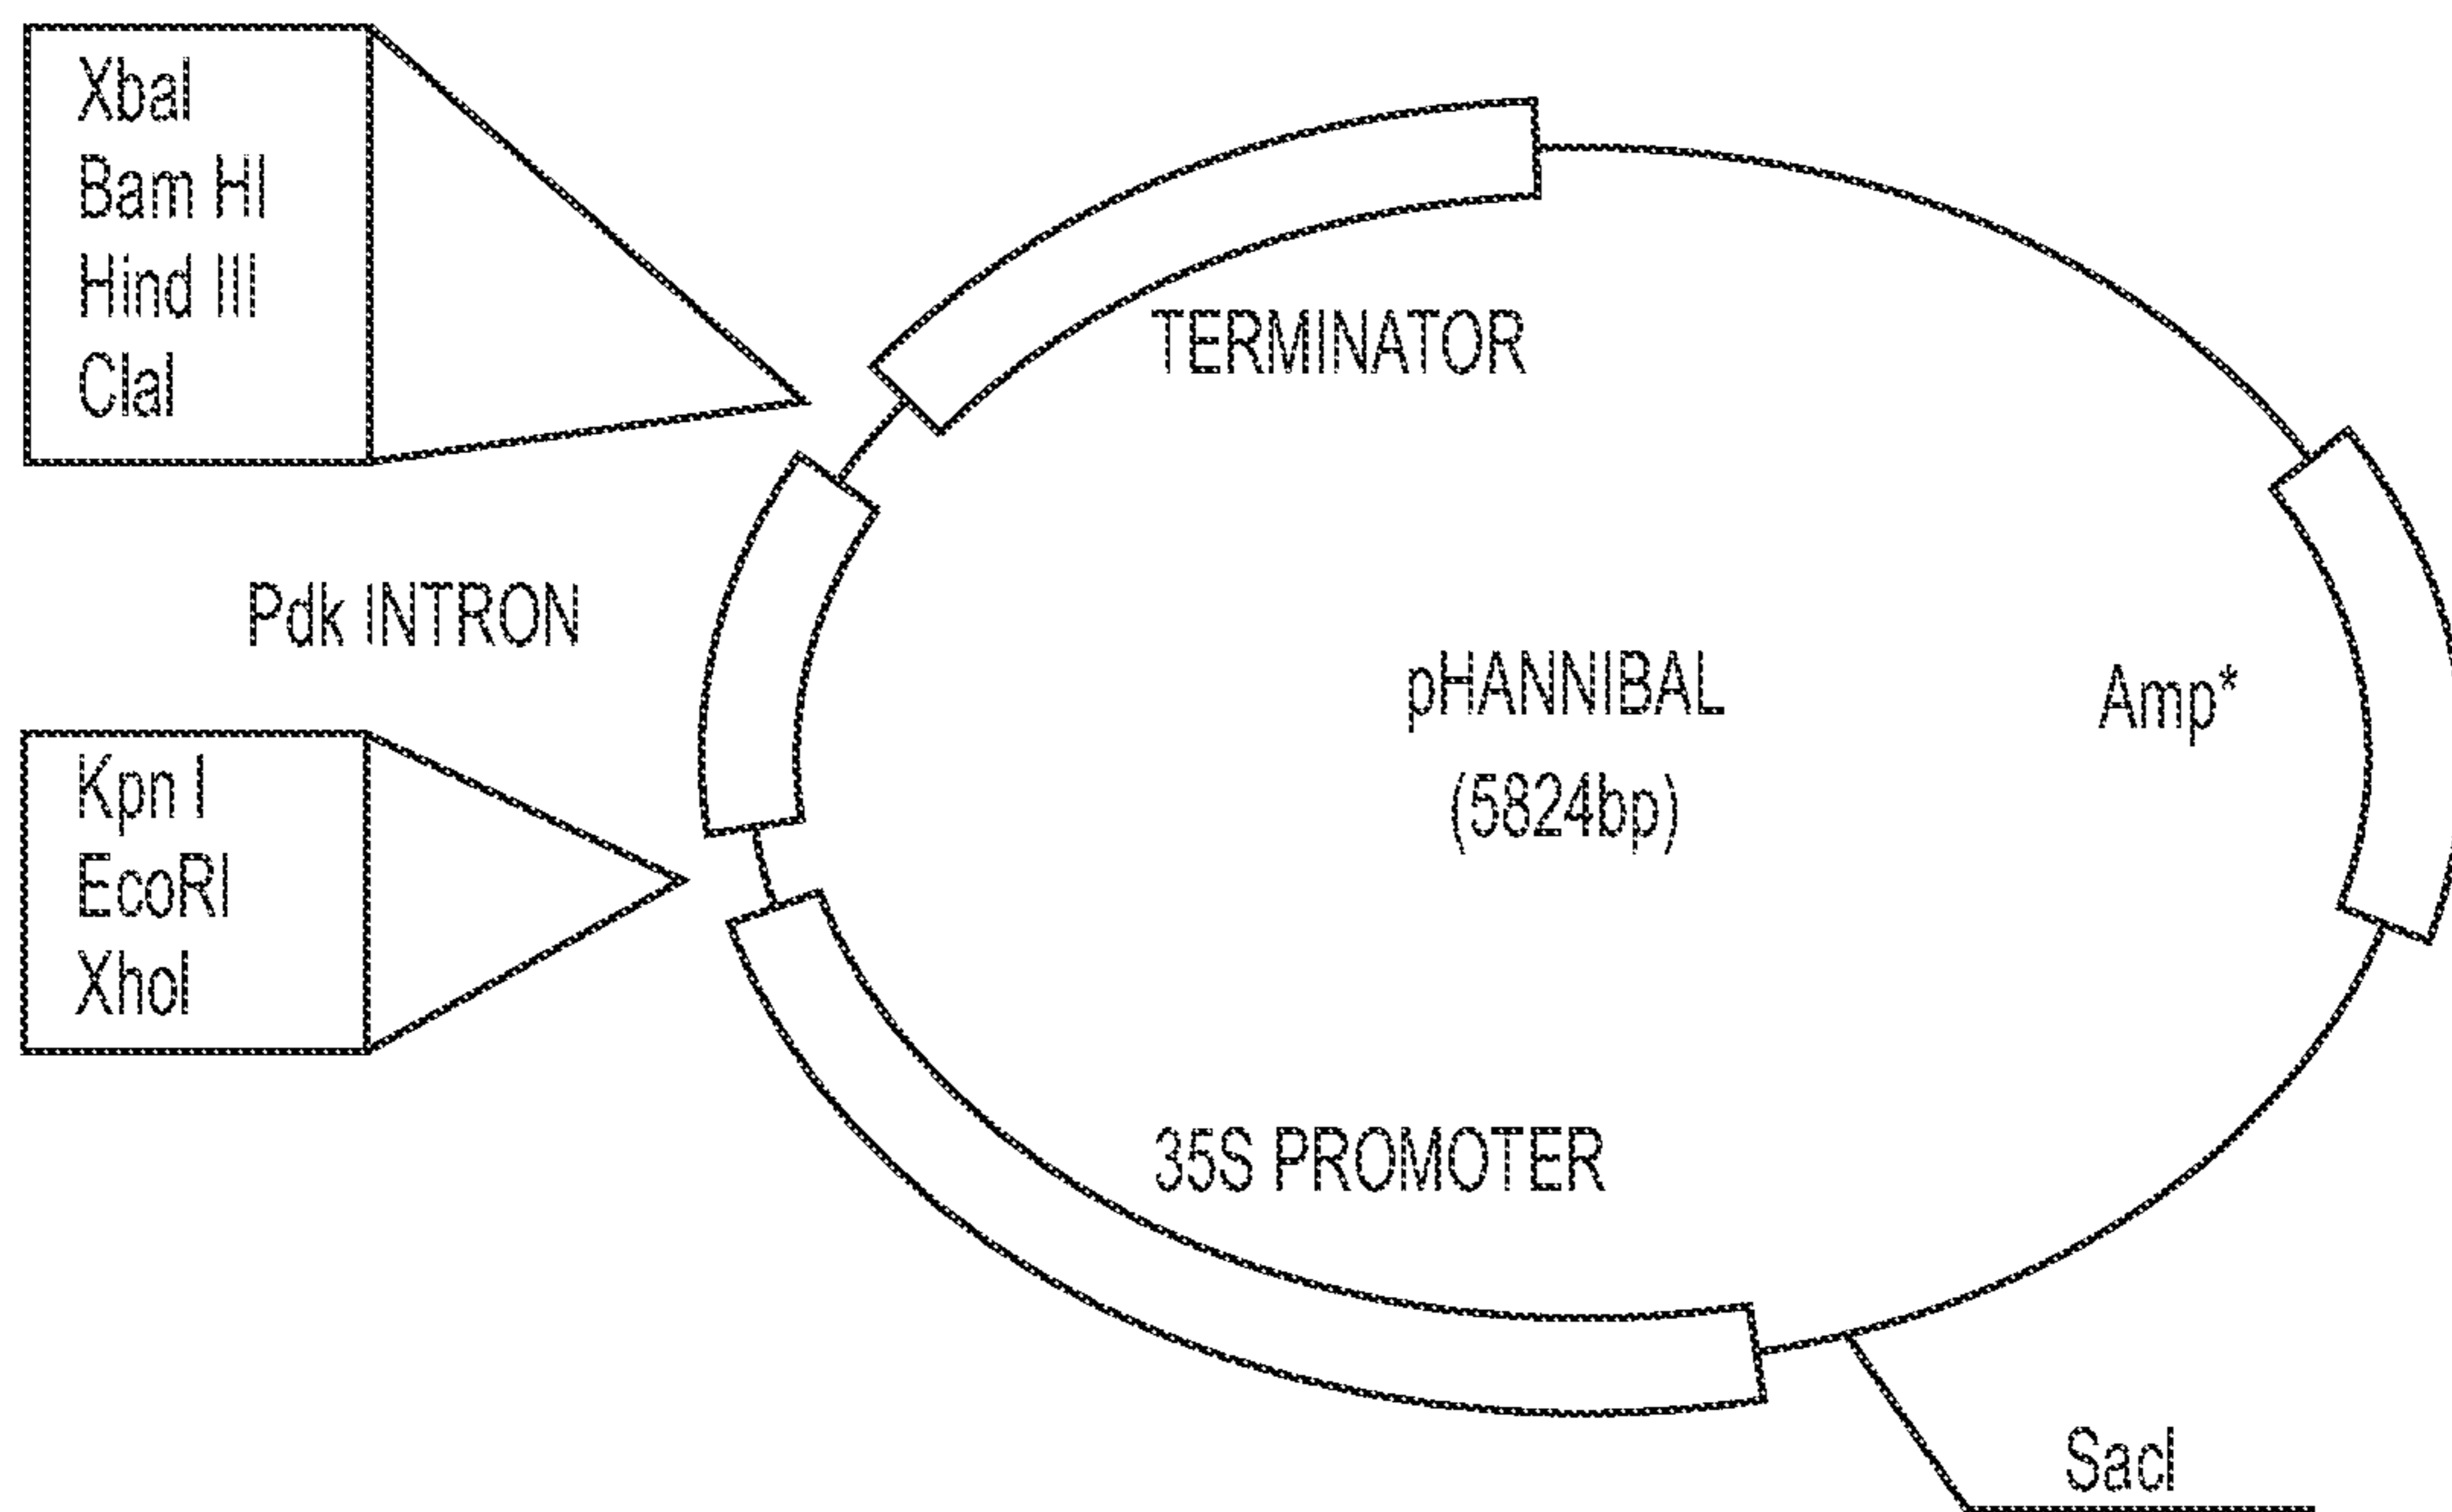 XbaI
Bam HI
Hind III
ClaI
TERMINATOR
Pdk INTRON
pHANNIBAL
(5824bp)
Amp*
Kpn I
EcoRI
XhoI
35S PROMOTER
SacI